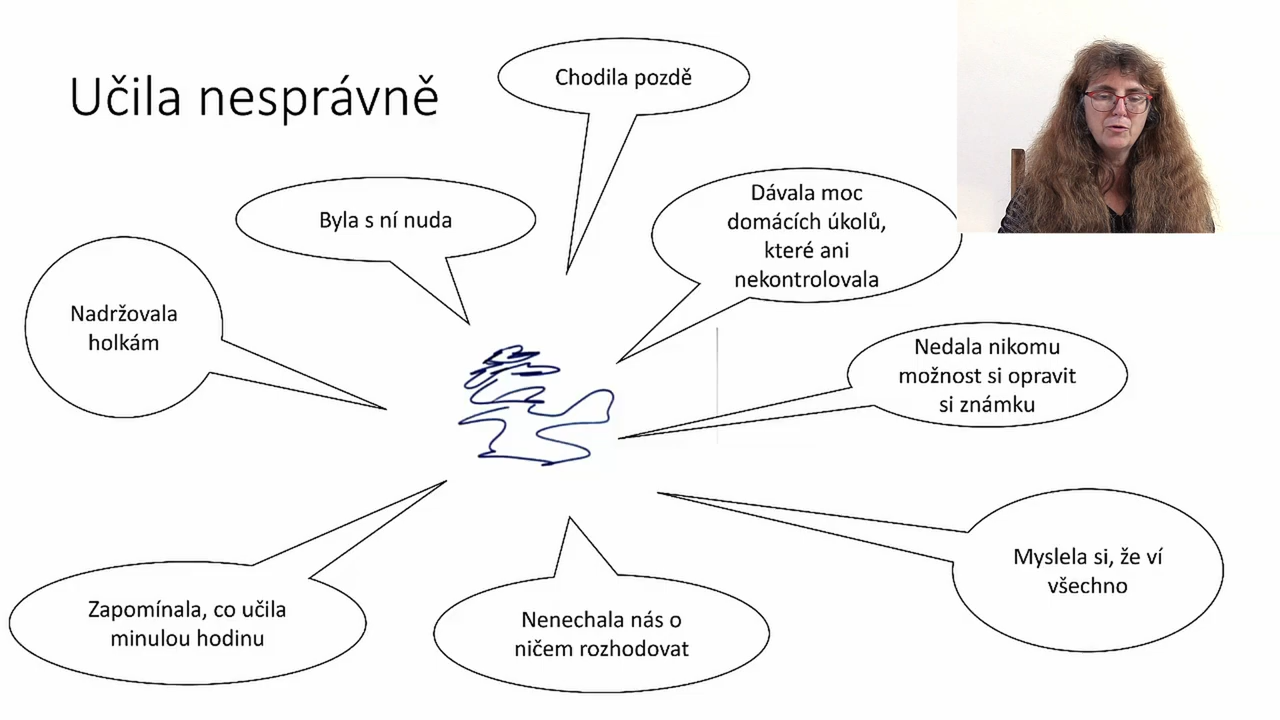 Učila nesprávně
Chodila pozdě
Byla s ní nuda
Dávala moc
domácích úkolů,
které ani
nekontrolovala
Nadržovala
holkám
Nedala nikomu
možnost si opravit
si známku
Myslela si, že ví
všechno
Zapomínala, co učila
minulou hodinu
Nenechala nás o
ničem rozhodovat